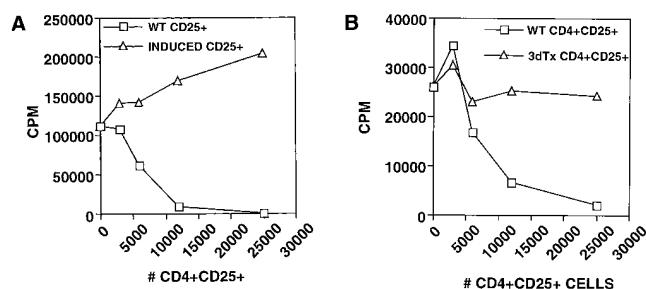 A
WT CD25+
INDUCED CD25+
CPM
250000
200000
150000
100000
50000
0
0
5000
10000
15000
20000
25000
30000
# CD4+CD25+
B
WT CD4+CD25+
3dTx CD4+CD25+
CPM
40000
30000
20000
10000
0
0
5000
10000
15000
20000
25000
30000
# CD4+CD25+ CELLS